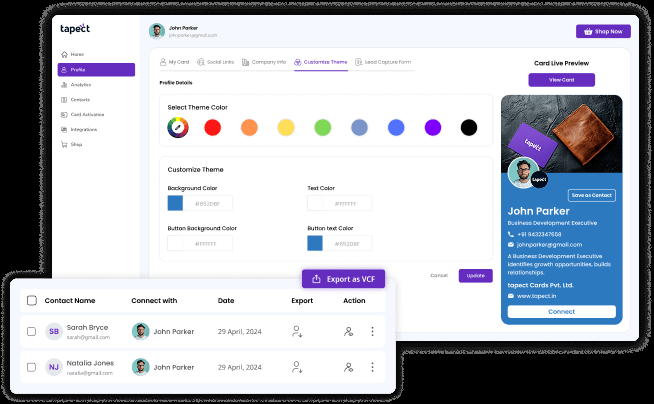 tapect
John Parker
johnparker@gmail.com
Shop Now
Home
Profile
Analytics
Contacts
Card Activation
Integrations
Shop
My Card
Social Links
Company Info
Customize Theme
Lead Capture Form
Profile Details
Select Theme Color
Customize Theme
Background Color
Text Color
#FFFFFF
Button Background Color
Button text Color
#FFFFFF
Cancel
Update
Card Live Preview
View Card
tapect
tapect
Save as Contact
John Parker
Business Development Executive
+91 9432347658
johnparker@gmail.com
A Business Development Executive
identifies growth opportunities, builds
relationships.
tapect Cards Pvt. Ltd.
www.tapect.in
Connect
Export as VCF
Contact Name Connect with Date Export Action
SB Sarah Bryce John Parker 29 April, 2024
sarah@gmail.com
NJ Natalia Jones John Parker 29 April, 2024
natalia@gmail.com